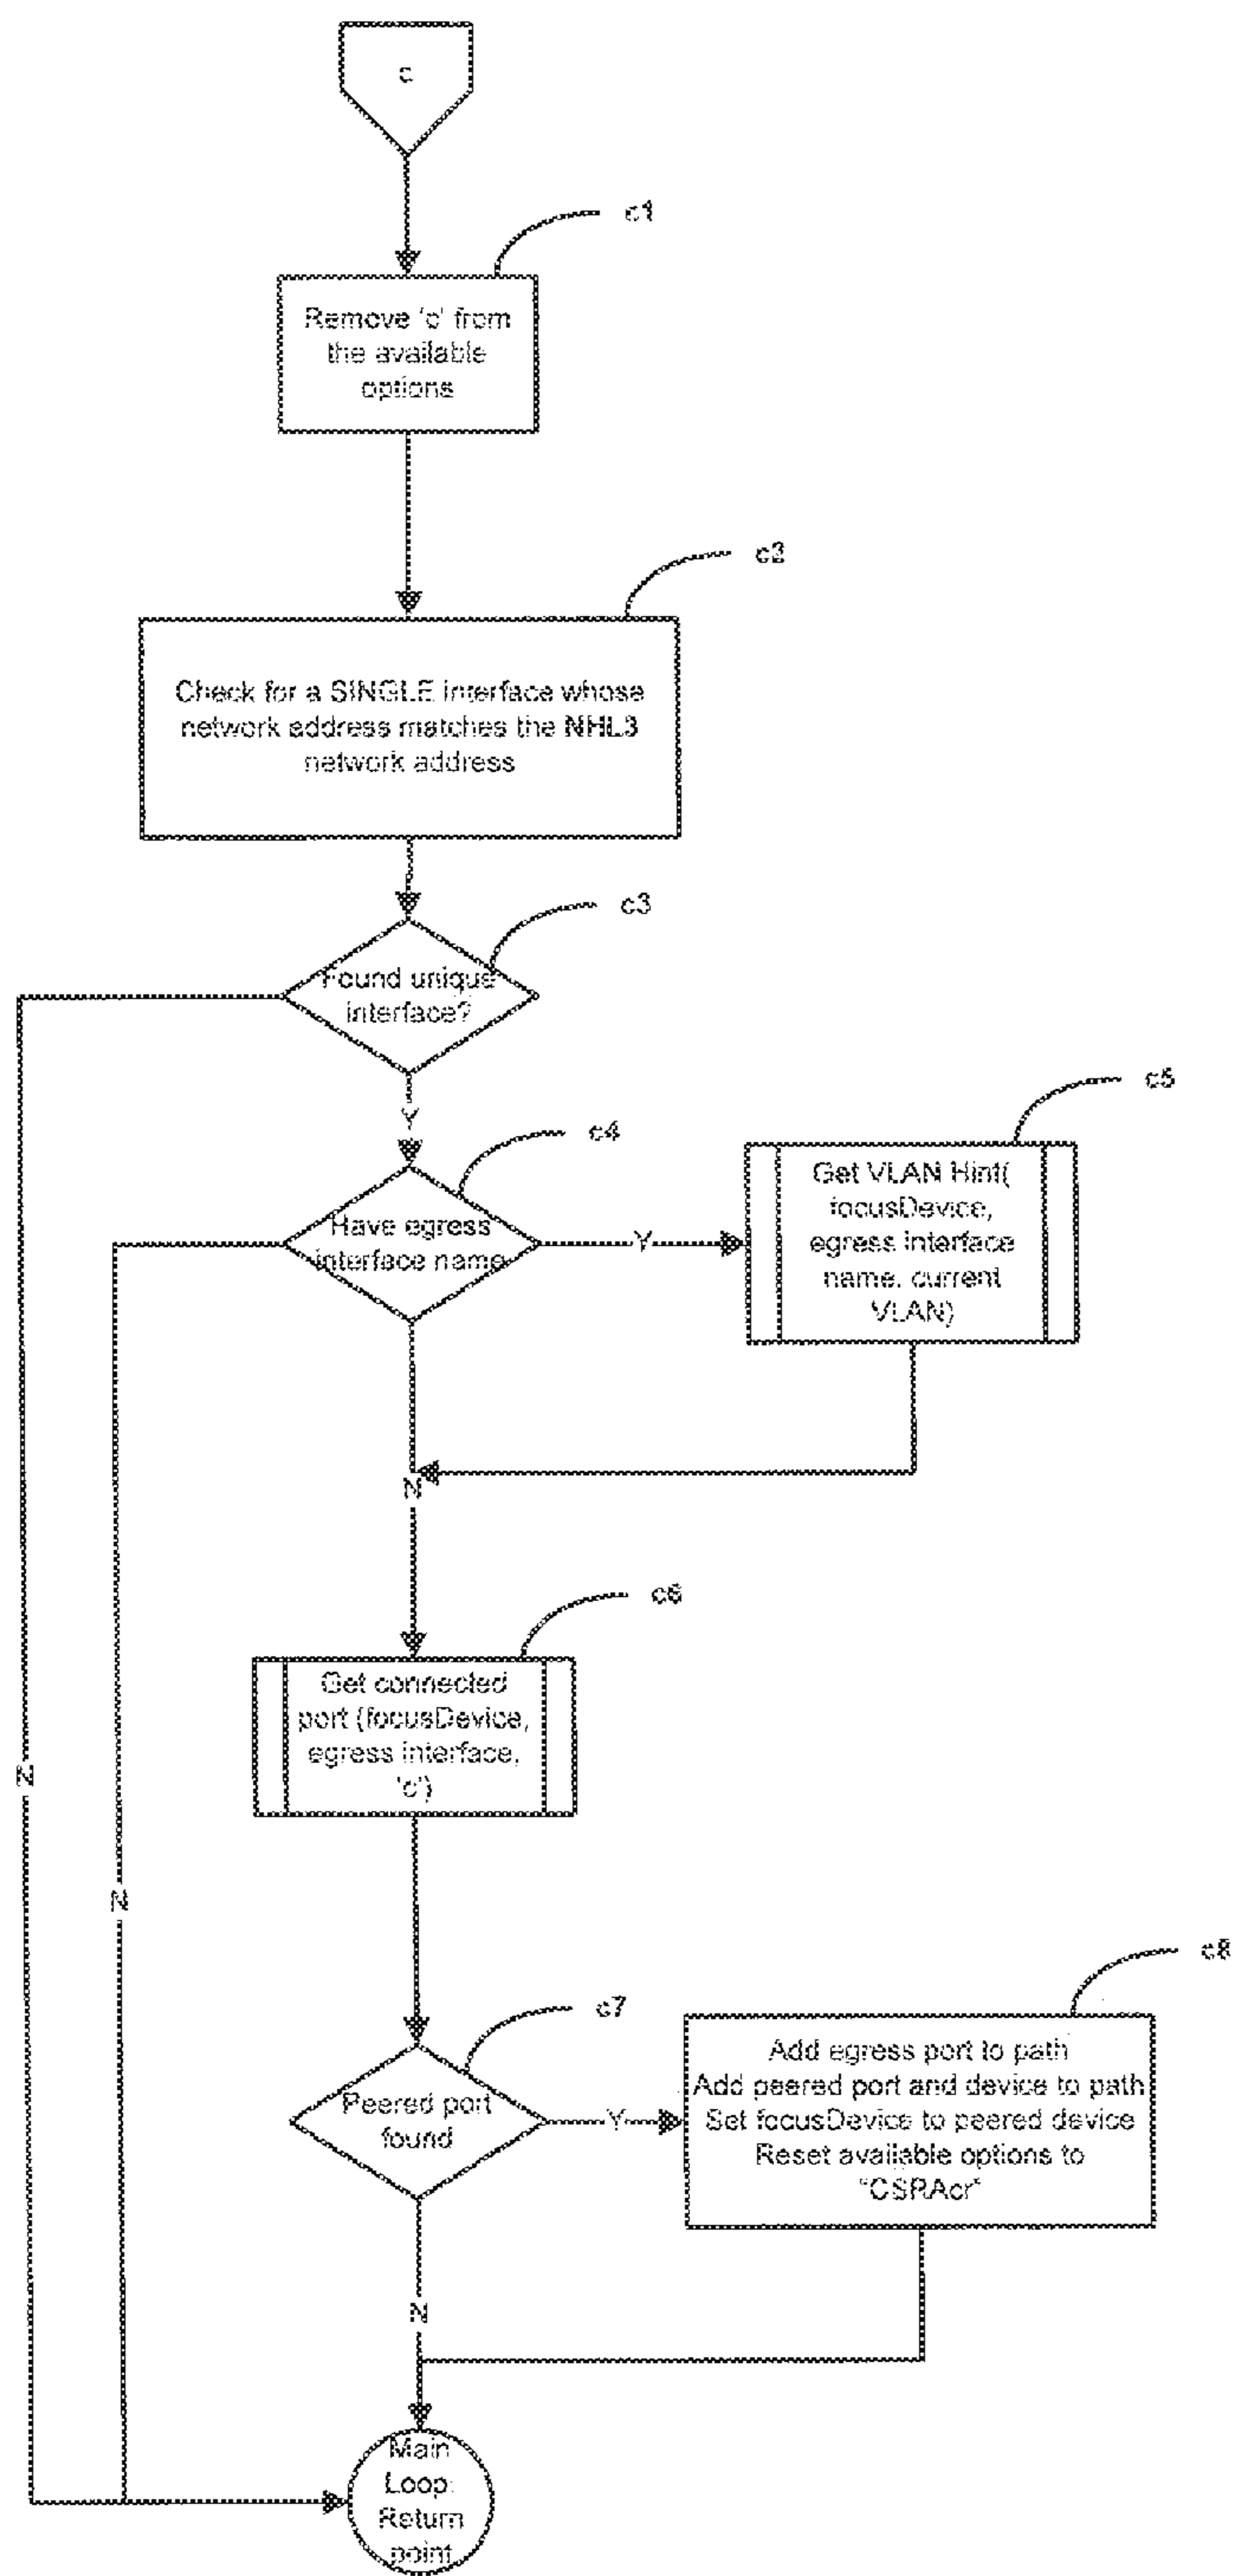 c
c1
Remove 'c' from
the available
options
c2
Check for a SINGLE interface whose
network address matches the NHL3
network address
c3
Found unique
interface?
Y
c4
Have egress
interface name
Y
c5
Get VLAN Hint(
focusDevice,
egress interface
name, current
VLAN)
N
c6
Get connected
port (focusDevice,
egress interface,
'c')
N
N
c7
Peered port
found
Y
c8
Add egress port to path
Add peered port and device to path
Set focusDevice to peered device
Reset available options to
"CSRAcr"
N
Main
Loop:
Return
point